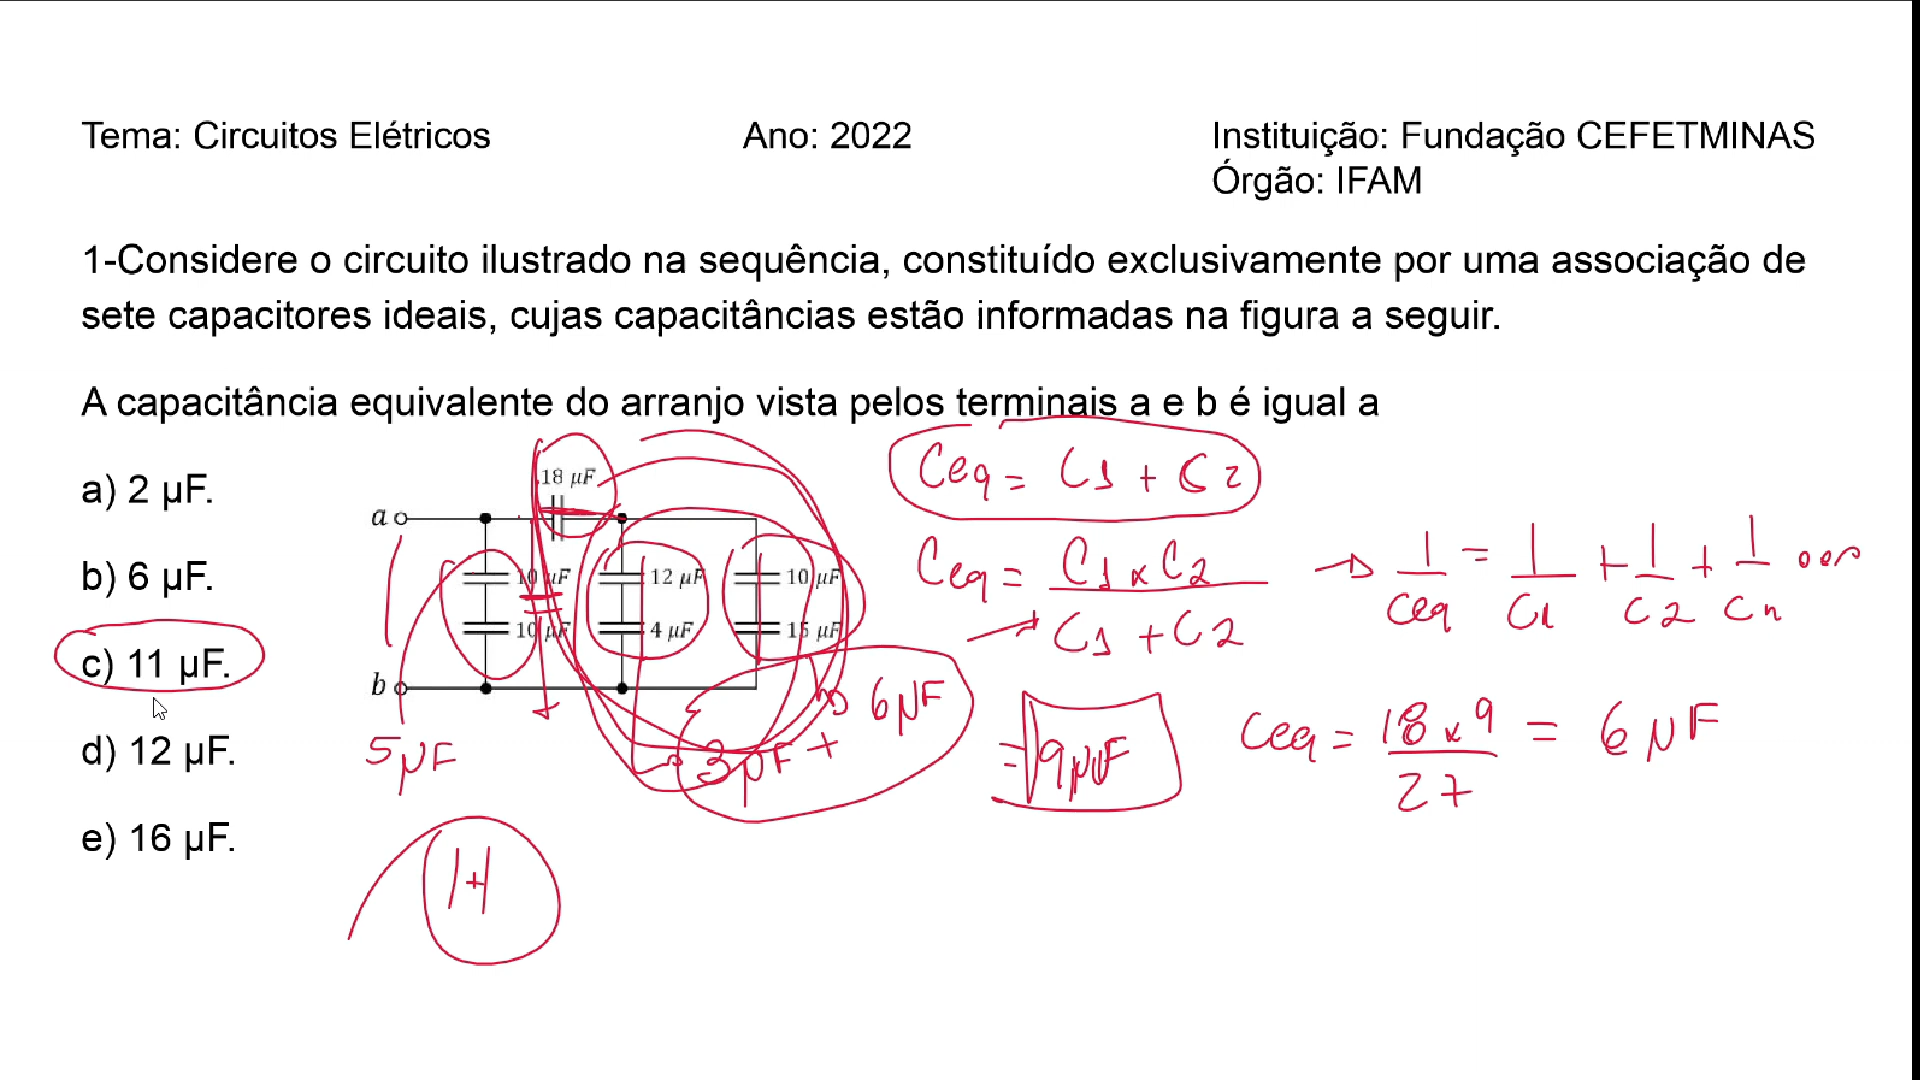 Tema: Circuitos Elétricos Ano: 2022 Instituição: Fundação CEFETMINAS
Órgão: IFAM
1-Considere o circuito ilustrado na sequência, constituído exclusivamente por uma associação de
sete capacitores ideais, cujas capacitâncias estão informadas na figura a seguir.
A capacitância equivalente do arranjo vista pelos terminais a e b é igual a
a) 2 μF.
b) 6 μF.
c) 11 μF.
d) 12 μF.
e) 16 μF.
18 μF
a
10 μF 12 μF 10 μF
10 μF 4 μF 15 μF
b
5μF
3μF + 6μF
= 9μF
Ceq = C1 + C2
Ceq = C1 x C2 → 1 = 1 + 1 + 1
→ C1 + C2 Ceq C1 C2 Cn
Ceq = 18 x 9 = 6 μF
27